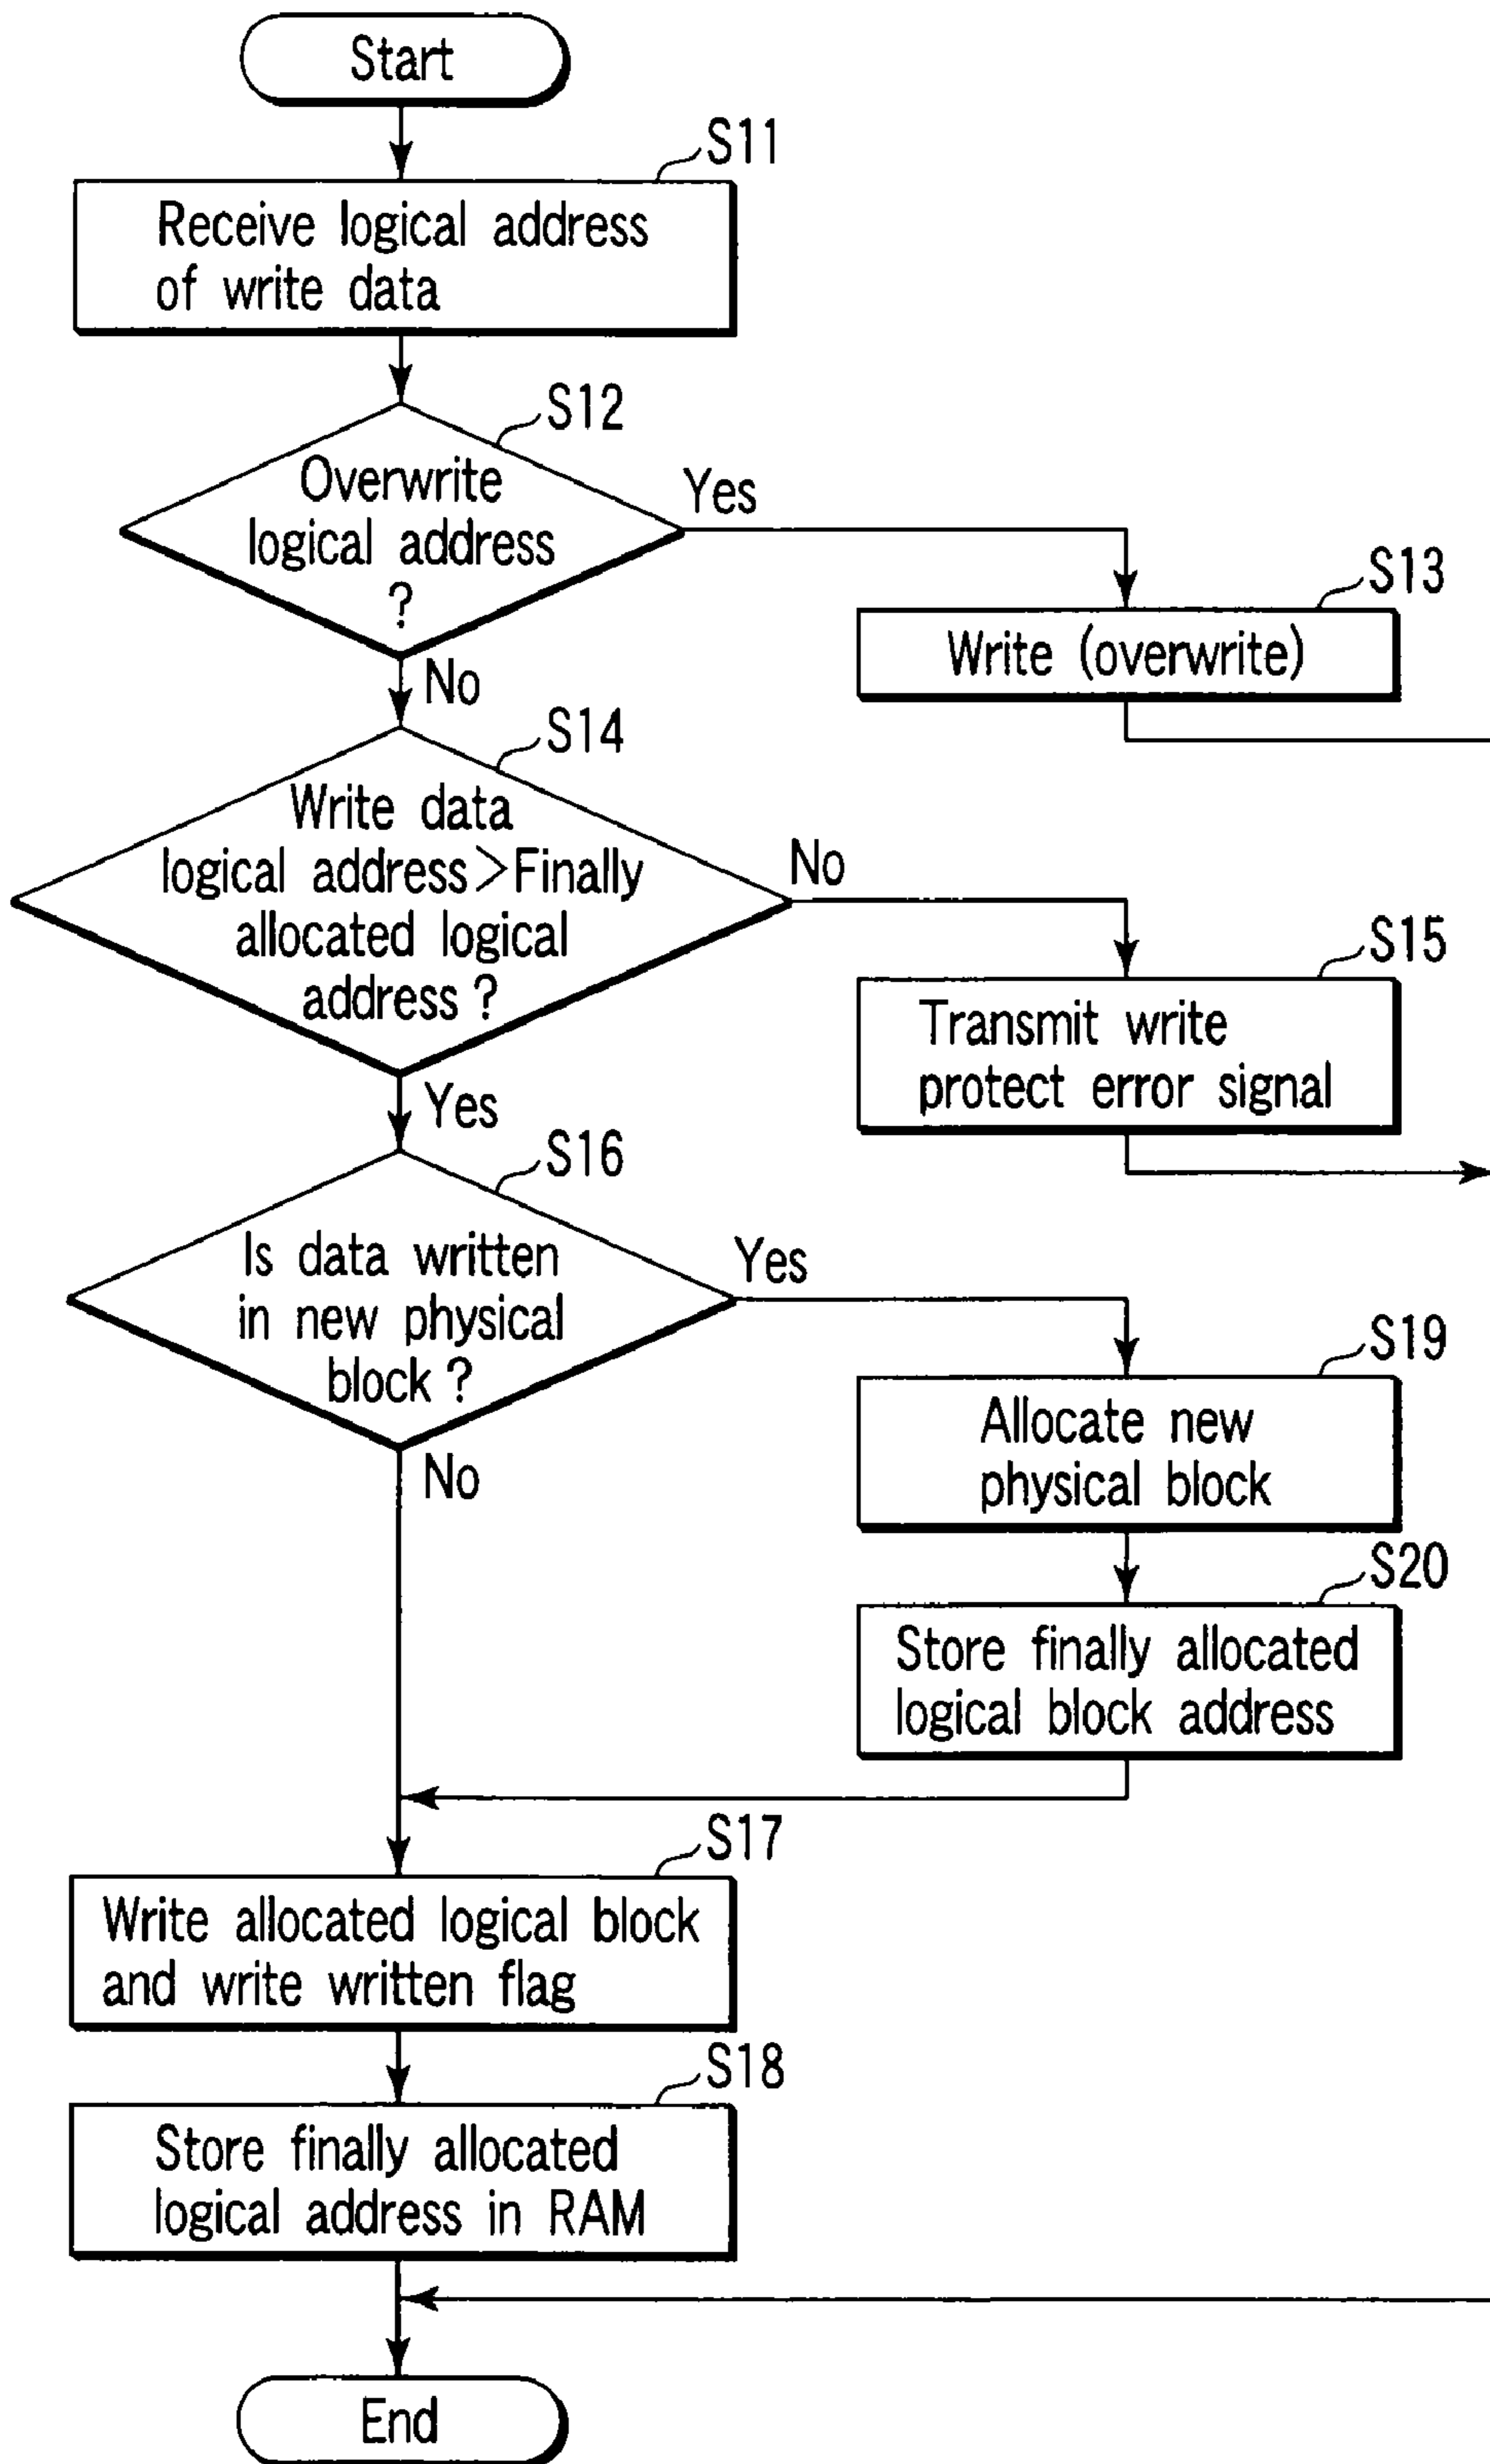 Start
S11
Receive logical address
of write data
S12
Overwrite
logical address
?
Yes
No
S13
Write (overwrite)
S14
Write data
logical address>Finally
allocated logical
address?
No
Yes
S15
Transmit write
protect error signal
S16
Is data written
in new physical
block?
Yes
No
S19
Allocate new
physical block
S20
Store finally allocated
logical block address
S17
Write allocated logical block
and write written flag
S18
Store finally allocated
logical address in RAM
End